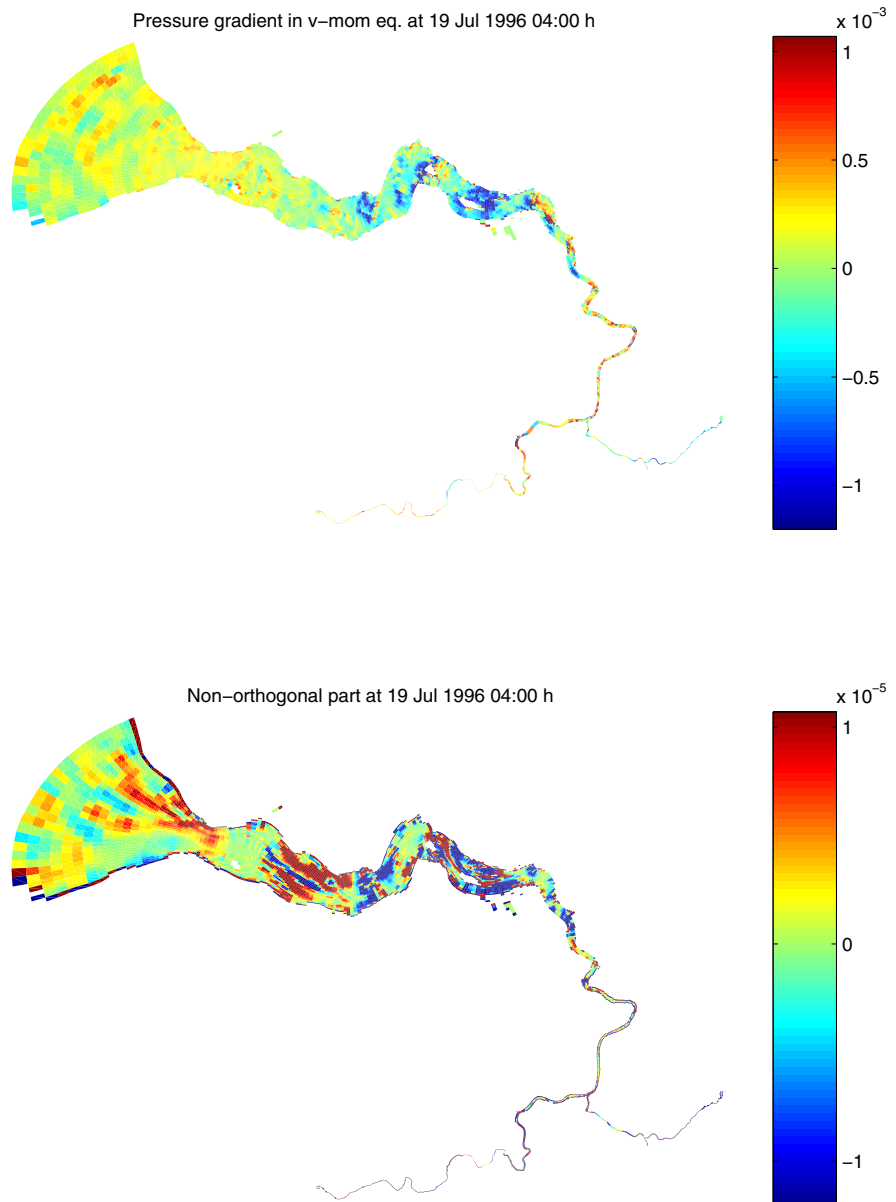 Pressure gradient in v−mom eq. at 19 Jul 1996 04:00 h
x 10−3
1
0.5
0
−0.5
−1
Non−orthogonal part at 19 Jul 1996 04:00 h
x 10−5
1
0
−1